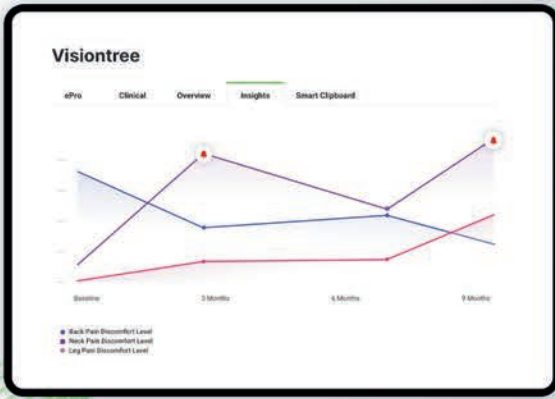 Visiontree
ePro Clinical Overview Insights Smart Clipboard
Baseline 3 Months 6 Months 9 Months
Back Pain Discomfort Level
Neck Pain Discomfort Level
Leg Pain Discomfort Level